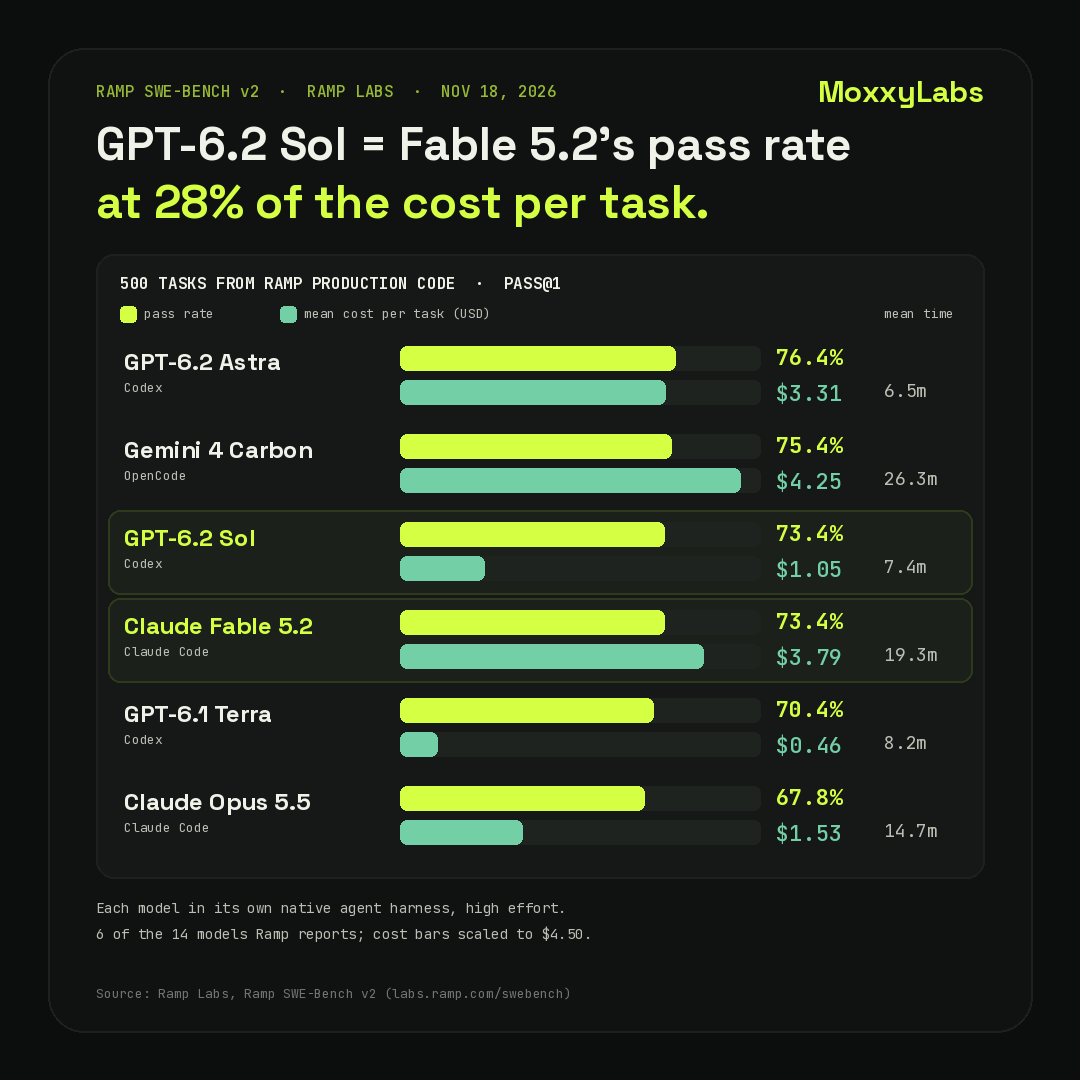 RAMP SWE-BENCH v2 · RAMP LABS · NOV 18, 2026
MoxxyLabs
GPT-6.2 Sol = Fable 5.2’s pass rate
at 28% of the cost per task.
500 TASKS FROM RAMP PRODUCTION CODE · PASS@1
pass rate
mean cost per task (USD)
mean time
GPT-6.2 Astra
Codex
76.4%
$3.31
6.5m
Gemini 4 Carbon
OpenCode
75.4%
$4.25
26.3m
GPT-6.2 Sol
Codex
73.4%
$1.05
7.4m
Claude Fable 5.2
Claude Code
73.4%
$3.79
19.3m
GPT-6.1 Terra
Codex
70.4%
$0.46
8.2m
Claude Opus 5.5
Claude Code
67.8%
$1.53
14.7m
Each model in its own native agent harness, high effort.
6 of the 14 models Ramp reports; cost bars scaled to $4.50.
Source: Ramp Labs, Ramp SWE-Bench v2 (labs.ramp.com/swebench)